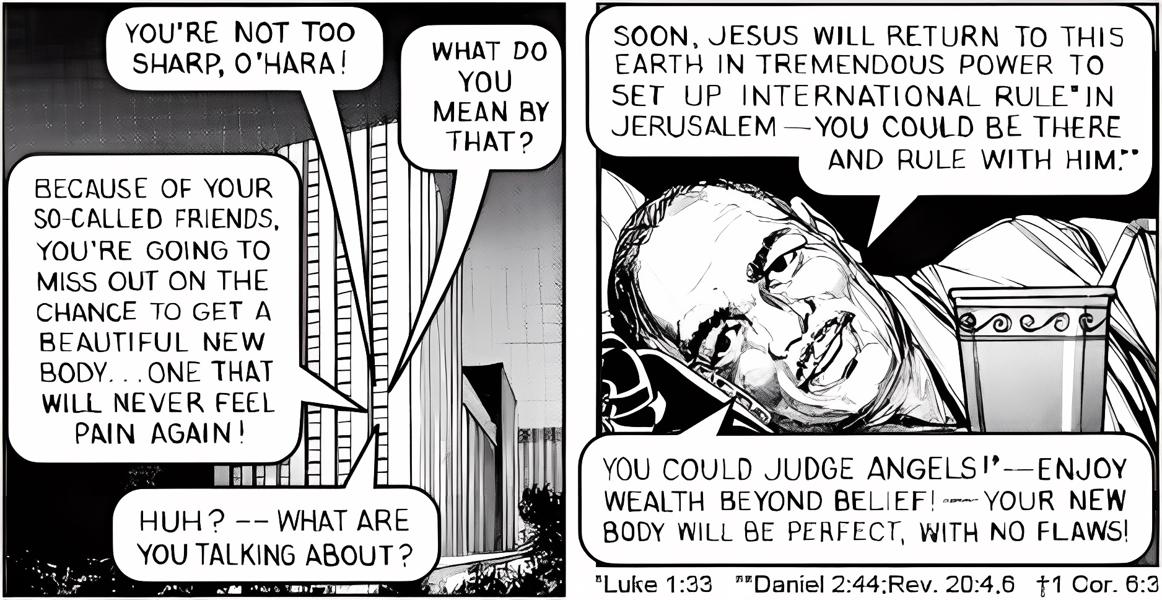 YOU'RE NOT TOO
SHARP, O'HARA!
WHAT DO
YOU
MEAN BY
THAT?
BECAUSE OF YOUR
SO-CALLED FRIENDS,
YOU'RE GOING TO
MISS OUT ON THE
CHANCE TO GET A
BEAUTIFUL NEW
BODY...ONE THAT
WILL NEVER FEEL
PAIN AGAIN!
HUH? -- WHAT ARE
YOU TALKING ABOUT?
SOON, JESUS WILL RETURN TO THIS
EARTH IN TREMENDOUS POWER TO
SET UP INTERNATIONAL RULE* IN
JERUSALEM — YOU COULD BE THERE
AND RULE WITH HIM.**
YOU COULD JUDGE ANGELS!† — ENJOY
WEALTH BEYOND BELIEF! — YOUR NEW
BODY WILL BE PERFECT, WITH NO FLAWS!
*Luke 1:33 **Daniel 2:44; Rev. 20:4,6 †1 Cor. 6:3